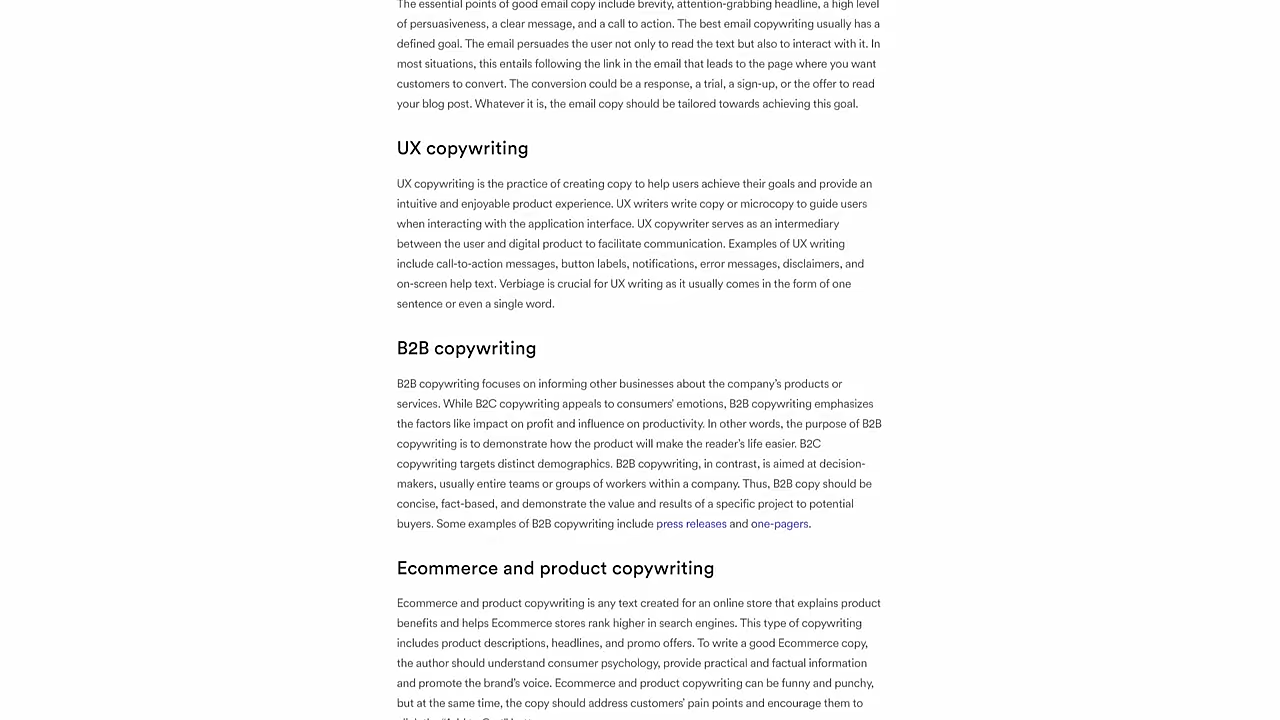 The essential points of good email copy include brevity, attention-grabbing headline, a high level
of persuasiveness, a clear message, and a call to action. The best email copywriting usually has a
defined goal. The email persuades the user not only to read the text but also to interact with it. In
most situations, this entails following the link in the email that leads to the page where you want
customers to convert. The conversion could be a response, a trial, a sign-up, or the offer to read
your blog post. Whatever it is, the email copy should be tailored towards achieving this goal.
UX copywriting
UX copywriting is the practice of creating copy to help users achieve their goals and provide an
intuitive and enjoyable product experience. UX writers write copy or microcopy to guide users
when interacting with the application interface. UX copywriter serves as an intermediary
between the user and digital product to facilitate communication. Examples of UX writing
include call-to-action messages, button labels, notifications, error messages, disclaimers, and
on-screen help text. Verbiage is crucial for UX writing as it usually comes in the form of one
sentence or even a single word.
B2B copywriting
B2B copywriting focuses on informing other businesses about the company’s products or
services. While B2C copywriting appeals to consumers’ emotions, B2B copywriting emphasizes
the factors like impact on profit and influence on productivity. In other words, the purpose of B2B
copywriting is to demonstrate how the product will make the reader’s life easier. B2C
copywriting targets distinct demographics. B2B copywriting, in contrast, is aimed at decision-
makers, usually entire teams or groups of workers within a company. Thus, B2B copy should be
concise, fact-based, and demonstrate the value and results of a specific project to potential
buyers. Some examples of B2B copywriting include press releases and one-pagers.
Ecommerce and product copywriting
Ecommerce and product copywriting is any text created for an online store that explains product
benefits and helps Ecommerce stores rank higher in search engines. This type of copywriting
includes product descriptions, headlines, and promo offers. To write a good Ecommerce copy,
the author should understand consumer psychology, provide practical and factual information
and promote the brand’s voice. Ecommerce and product copywriting can be funny and punchy,
but at the same time, the copy should address customers’ pain points and encourage them to